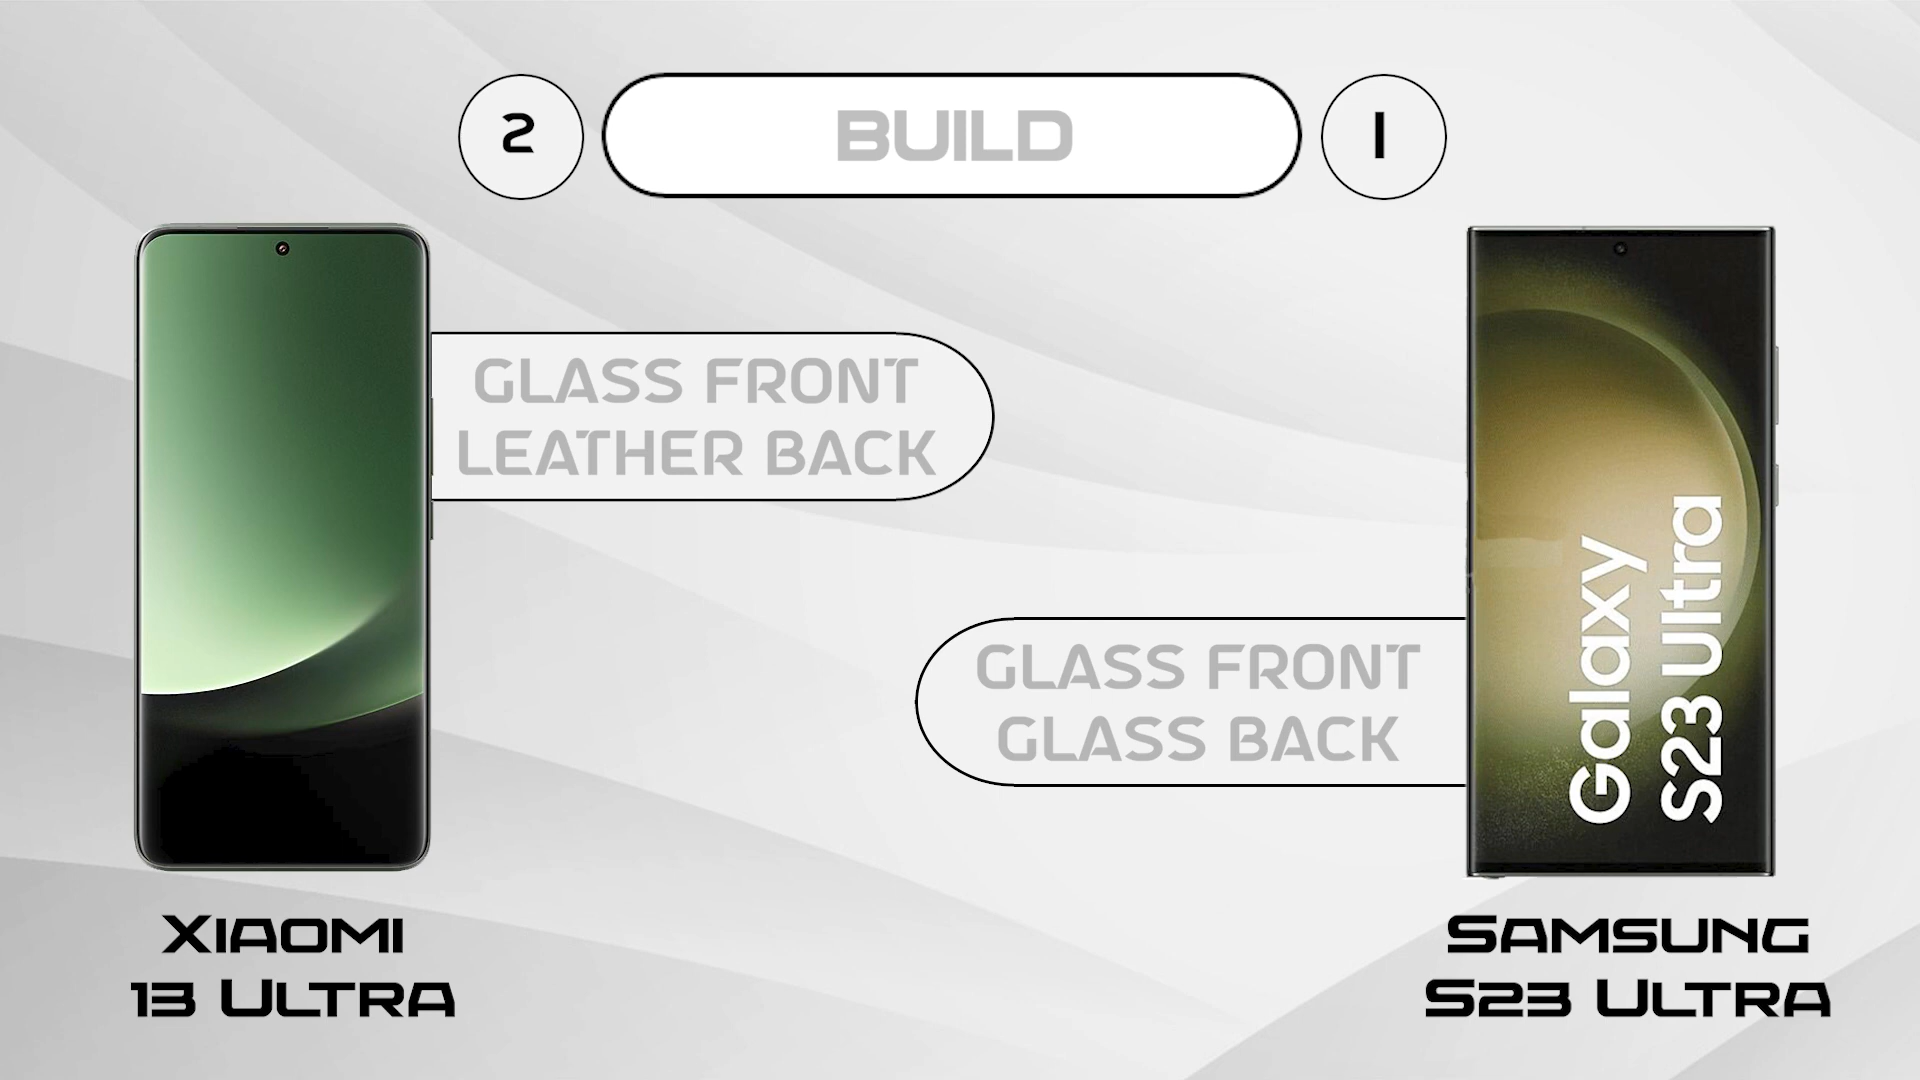 2
BUILD
1
GLASS FRONT
LEATHER BACK
GLASS FRONT
GLASS BACK
Galaxy
S23 Ultra
XIAOMI
13 ULTRA
SAMSUNG
S23 ULTRA